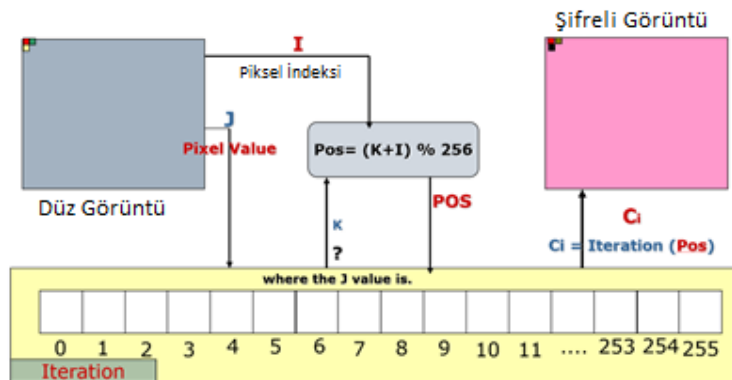 Şifreli Görüntü
I
Piksel İndeksi
J
Pixel Value
Pos= (K+I) % 256
Düz Görüntü
K
?
POS
Ci
Ci = Iteration (Pos)
where the J value is.
0 1 2 3 4 5 6 7 8 9 10 11 .... 253 254 255
Iteration